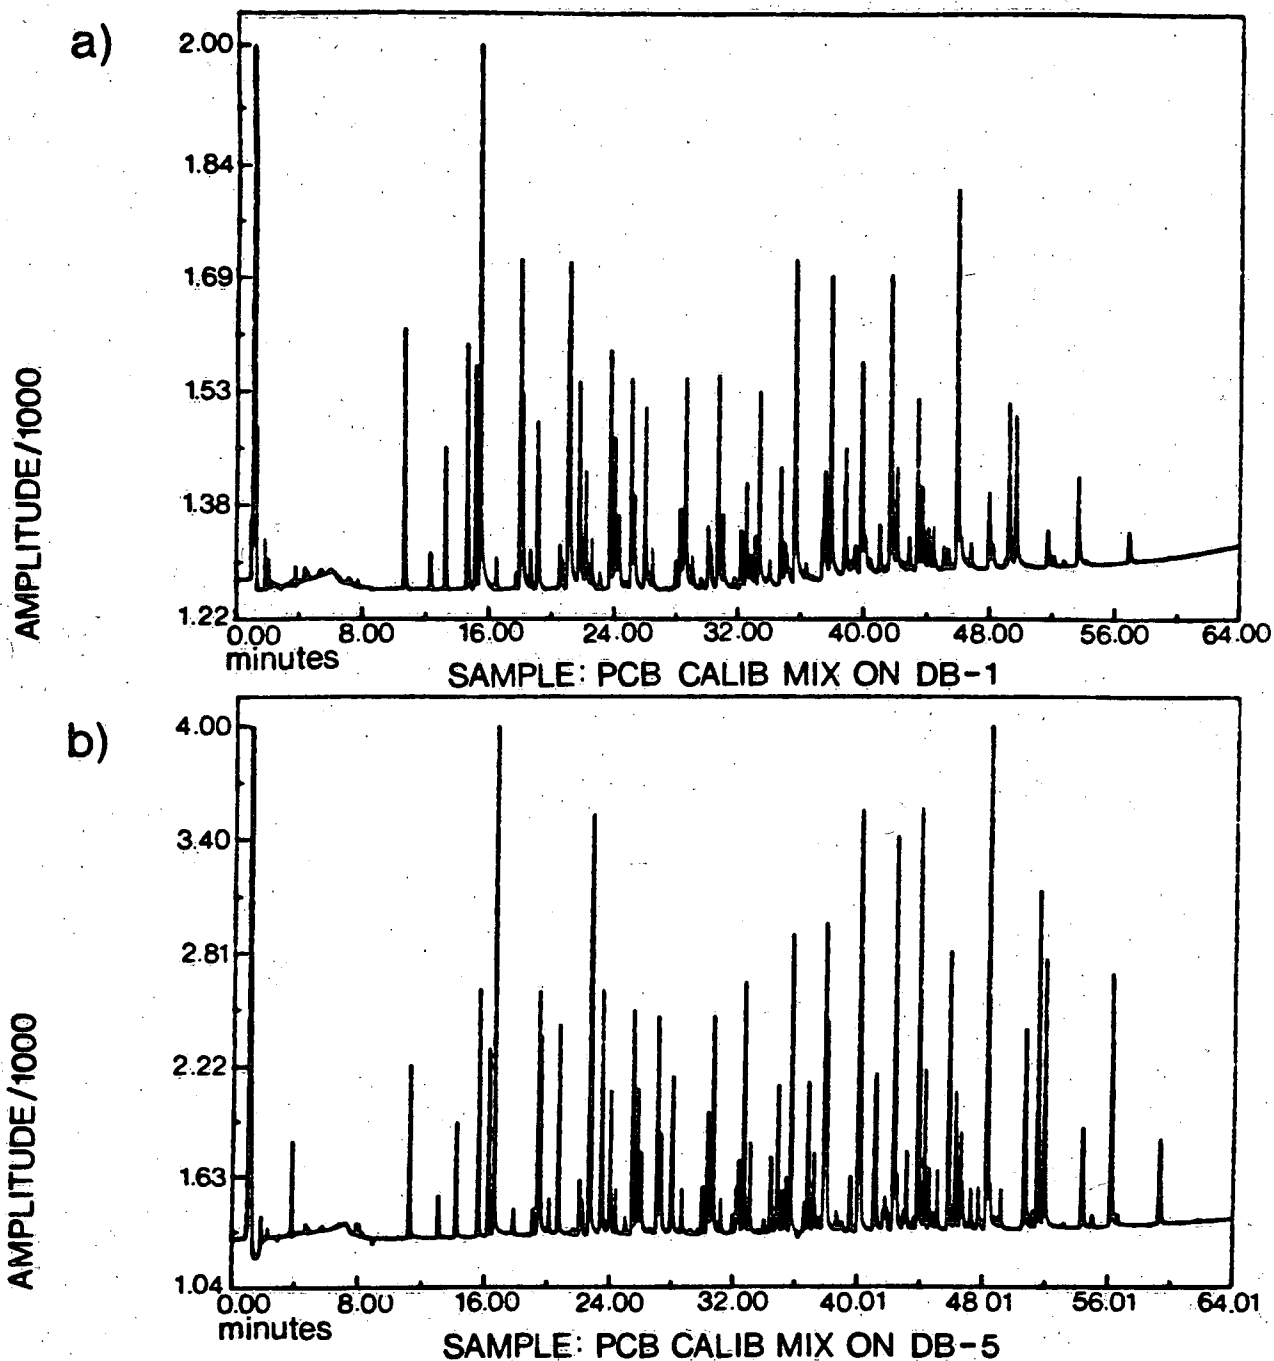 a)
AMPLITUDE/1000
2.00
1.84
1.69
1.53
1.38
1.22
0.00 8.00 16.00 24.00 32.00 40.00 48.00 56.00 64.00
minutes
SAMPLE: PCB CALIB MIX ON DB-1
b)
AMPLITUDE/1000
4.00
3.40
2.81
2.22
1.63
1.04
0.00 8.00 16.00 24.00 32.00 40.01 48.01 56.01 64.01
minutes
SAMPLE: PCB CALIB MIX ON DB-5